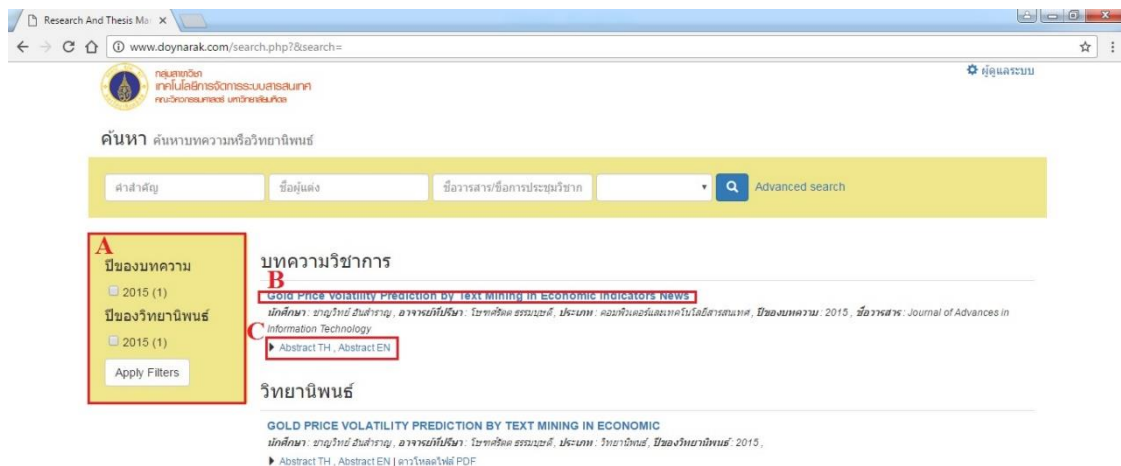 Research And Thesis Ma
www.doynarak.com/search.php?&search=
กลุ่มสาขาวิชา
เทคโนโลยีการจัดการระบบสารสนเทศ
คณะวิศวกรรมศาสตร์ มหาวิทยาลัยมหิดล
ผู้ดูแลระบบ
ค้นหา ค้นหาบทความหรือวิทยานิพนธ์
คำสำคัญ ชื่อผู้แต่ง ชื่อวารสาร/ชื่อการประชุมวิชาก Advanced search
A
ปีของบทความ
2015 (1)
ปีของวิทยานิพนธ์
2015 (1)
Apply Filters
บทความวิชาการ
B
Gold Price Volatility Prediction by Text Mining in Economic Indicators News
นักศึกษา : ชาญวิทย์ อินสำราญ , อาจารย์ที่ปรึกษา : โษฑศ์รัตต ธรรมบุษดี , ประเภท : คอมพิวเตอร์และเทคโนโลยีสารสนเทศ , ปีของบทความ : 2015 , ชื่อวารสาร : Journal of Advances in
Information Technology
C
Abstract TH , Abstract EN
วิทยานิพนธ์
GOLD PRICE VOLATILITY PREDICTION BY TEXT MINING IN ECONOMIC
นักศึกษา : ชาญวิทย์ อินสำราญ , อาจารย์ที่ปรึกษา : โษฑศ์รัตต ธรรมบุษดี , ประเภท : วิทยานิพนธ์ , ปีของวิทยานิพนธ์ : 2015 ,
Abstract TH , Abstract EN | ดาวโหลดไฟล์ PDF